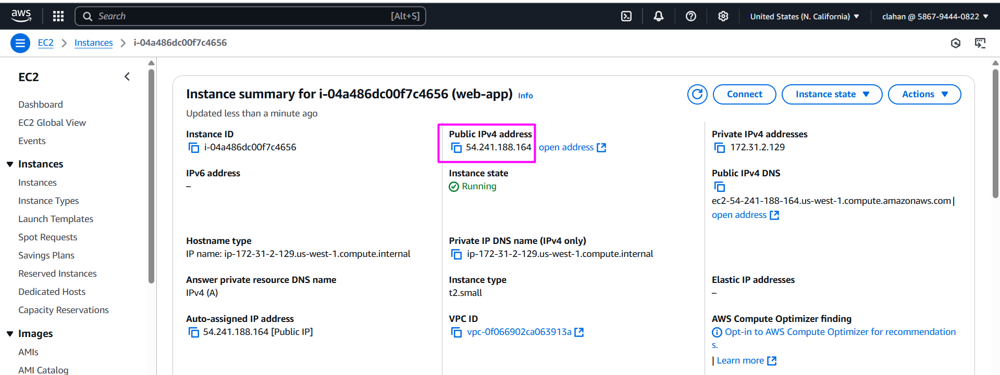 aws
Search
[Alt+S]
United States (N. California)
clahan @ 5867-9444-0822
EC2
Instances
i-04a486dc00f7c4656
EC2
Dashboard
EC2 Global View
Events
Instances
Instances
Instance Types
Launch Templates
Spot Requests
Savings Plans
Reserved Instances
Dedicated Hosts
Capacity Reservations
Images
AMIs
AMI Catalog
Instance summary for i-04a486dc00f7c4656 (web-app) Info
Connect
Instance state
Actions
Updated less than a minute ago
Instance ID
i-04a486dc00f7c4656
Public IPv4 address
54.241.188.164 open address
Private IPv4 addresses
172.31.2.129
IPv6 address
–
Instance state
Running
Public IPv4 DNS
ec2-54-241-188-164.us-west-1.compute.amazonaws.com |
open address
Hostname type
IP name: ip-172-31-2-129.us-west-1.compute.internal
Private IP DNS name (IPv4 only)
ip-172-31-2-129.us-west-1.compute.internal
Answer private resource DNS name
IPv4 (A)
Instance type
t2.small
Elastic IP addresses
–
Auto-assigned IP address
54.241.188.164 [Public IP]
VPC ID
vpc-0f066902ca063913a
AWS Compute Optimizer finding
Opt-in to AWS Compute Optimizer for recommendation
s.
| Learn more